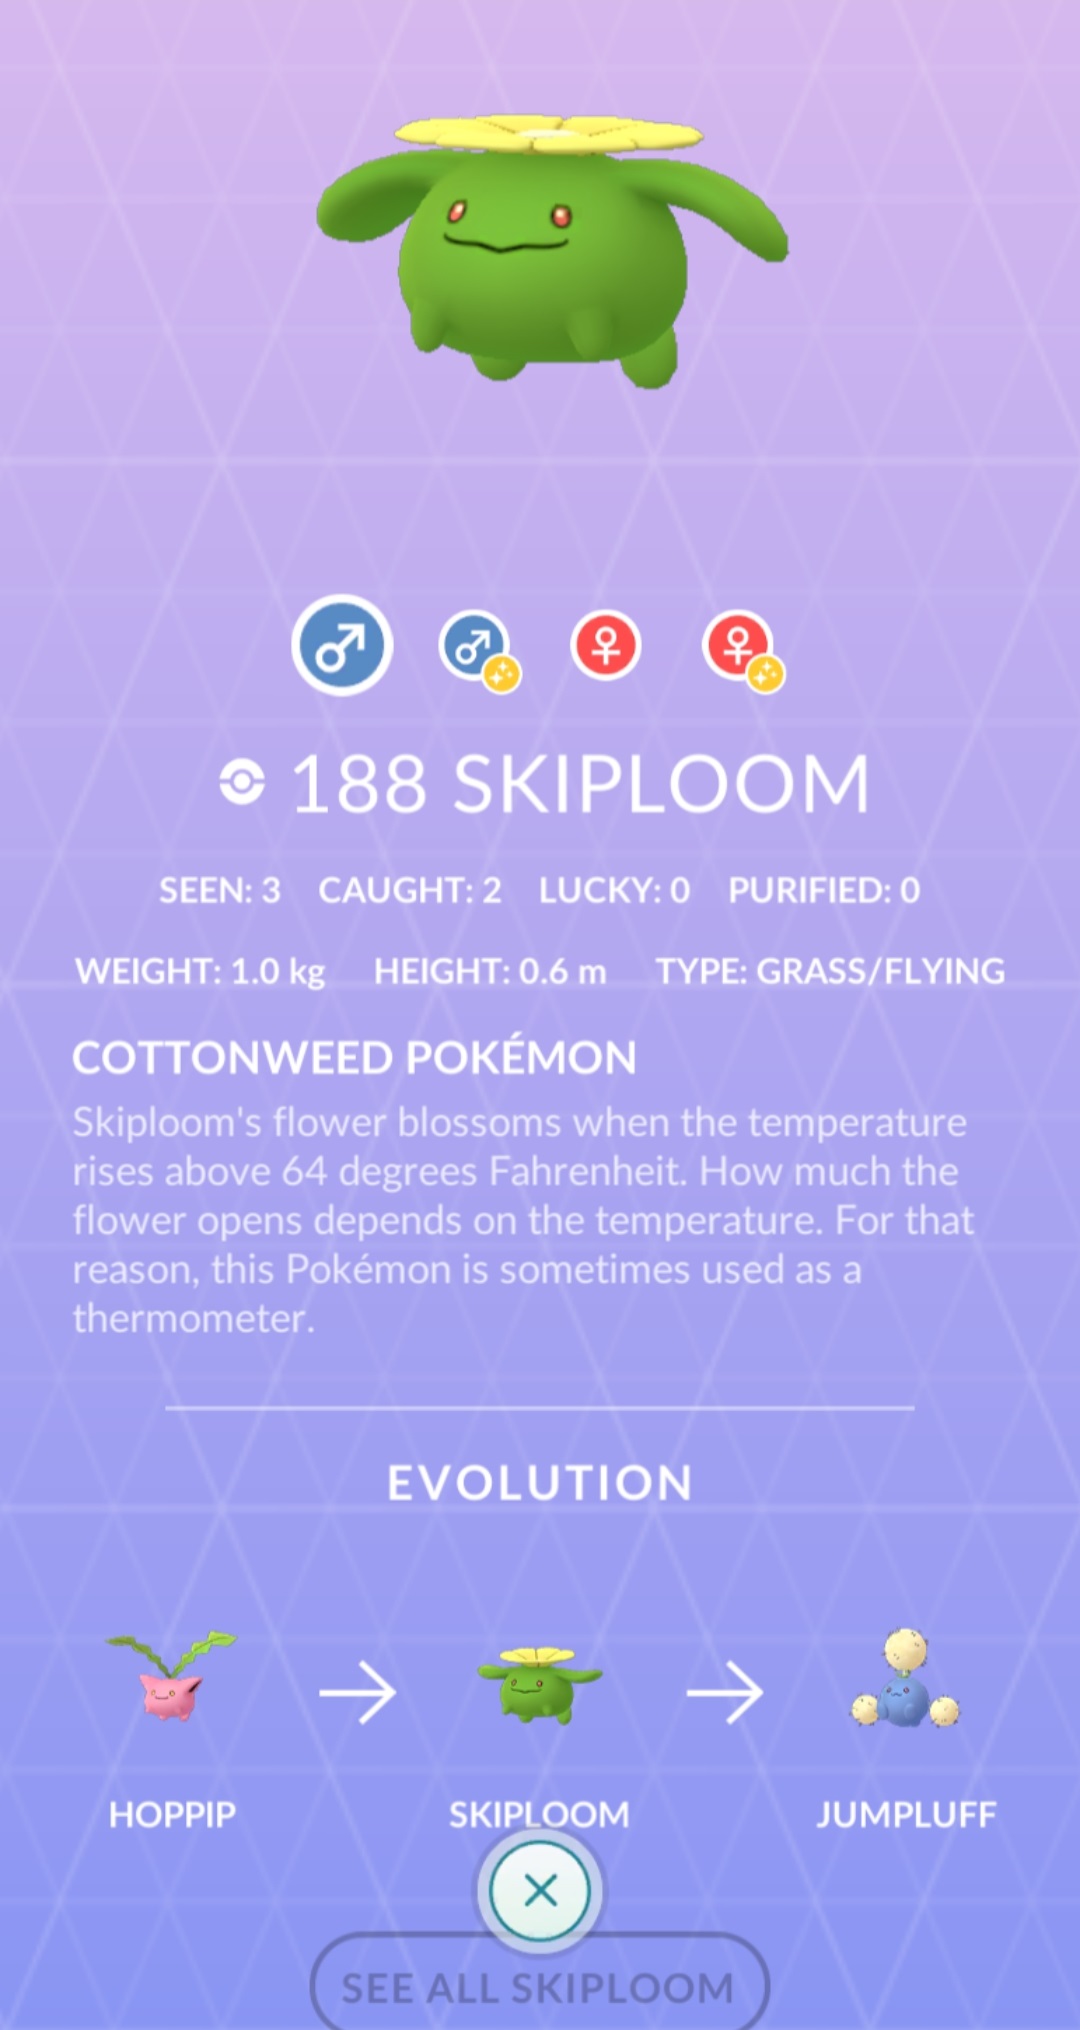 188 SKIPLOOM
SEEN: 3 CAUGHT: 2 LUCKY: 0 PURIFIED: 0
WEIGHT: 1.0 kg HEIGHT: 0.6 m TYPE: GRASS/FLYING
COTTONWEED POKÉMON
Skiploom's flower blossoms when the temperature
rises above 64 degrees Fahrenheit. How much the
flower opens depends on the temperature. For that
reason, this Pokémon is sometimes used as a
thermometer.
EVOLUTION
HOPPIP SKIPLOOM JUMPLUFF
SEE ALL SKIPLOOM